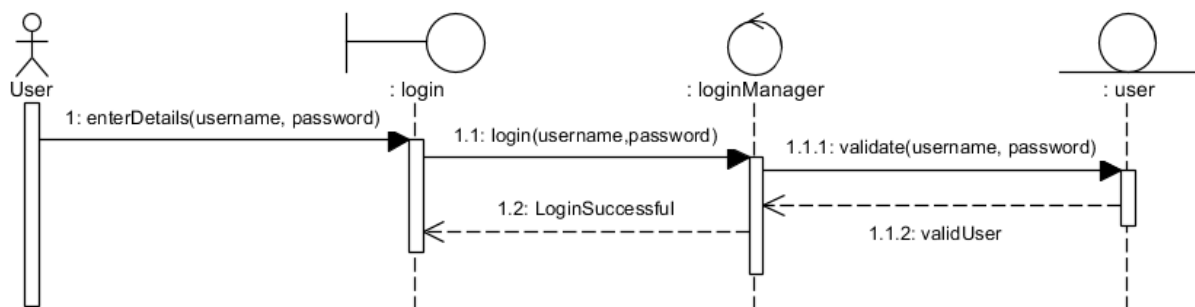 User
: login
: loginManager
: user
1: enterDetails(username, password)
1.1: login(username,password)
1.1.1: validate(username, password)
1.2: LoginSuccessful
1.1.2: validUser